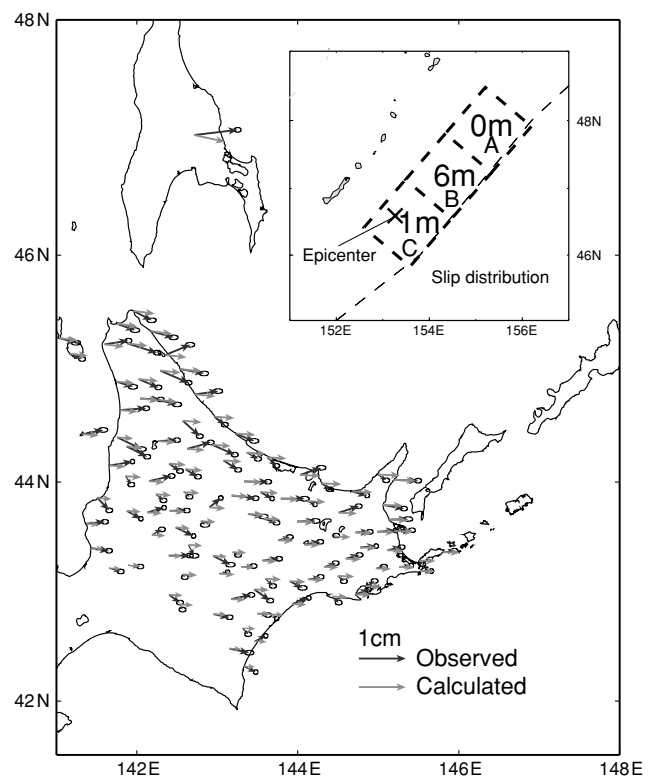 48N
46N
44N
42N
142E
144E
146E
148E
0m
A
6m
B
1m
C
Epicenter
Slip distribution
48N
46N
152E
154E
156E
1cm
Observed
Calculated